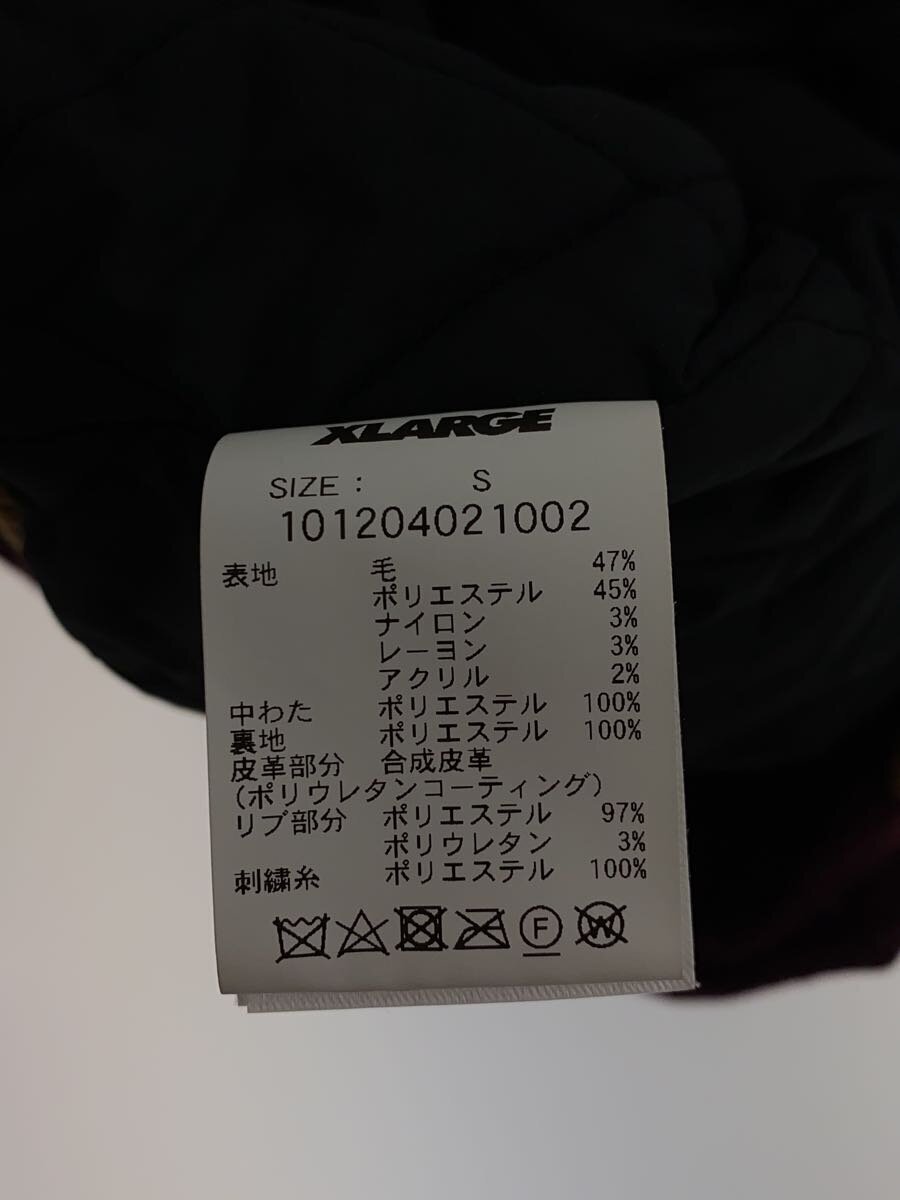 XLARGE
SIZE : S
101204021002
表地 毛 47%
ポリエステル 45%
ナイロン 3%
レーヨン 3%
アクリル 2%
中わた ポリエステル 100%
裏地 ポリエステル 100%
皮革部分 合成皮革
(ポリウレタンコーティング)
リブ部分 ポリエステル 97%
ポリウレタン 3%
刺繍糸 ポリエステル 100%
F W